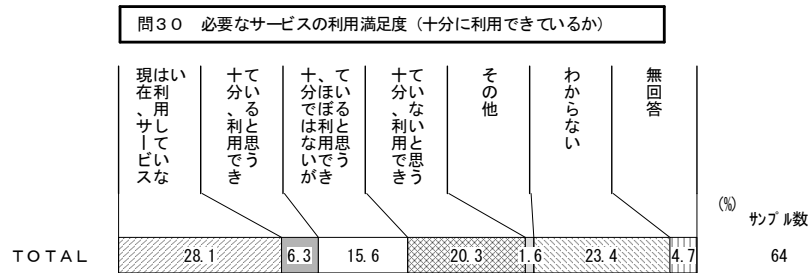 問30　必要なサービスの利用満足度（十分に利用できているか）
現在、サービス
は利用していな
い
十分、利用でき
ていると思う
十分ではないが
、ほぼ利用でき
ていると思う
十分、利用でき
ていないと思う
その他
わからない
無回答
(%)
サンプル数
ＴＯＴＡＬ 28.1 6.3 15.6 20.3 1.6 23.4 4.7 64